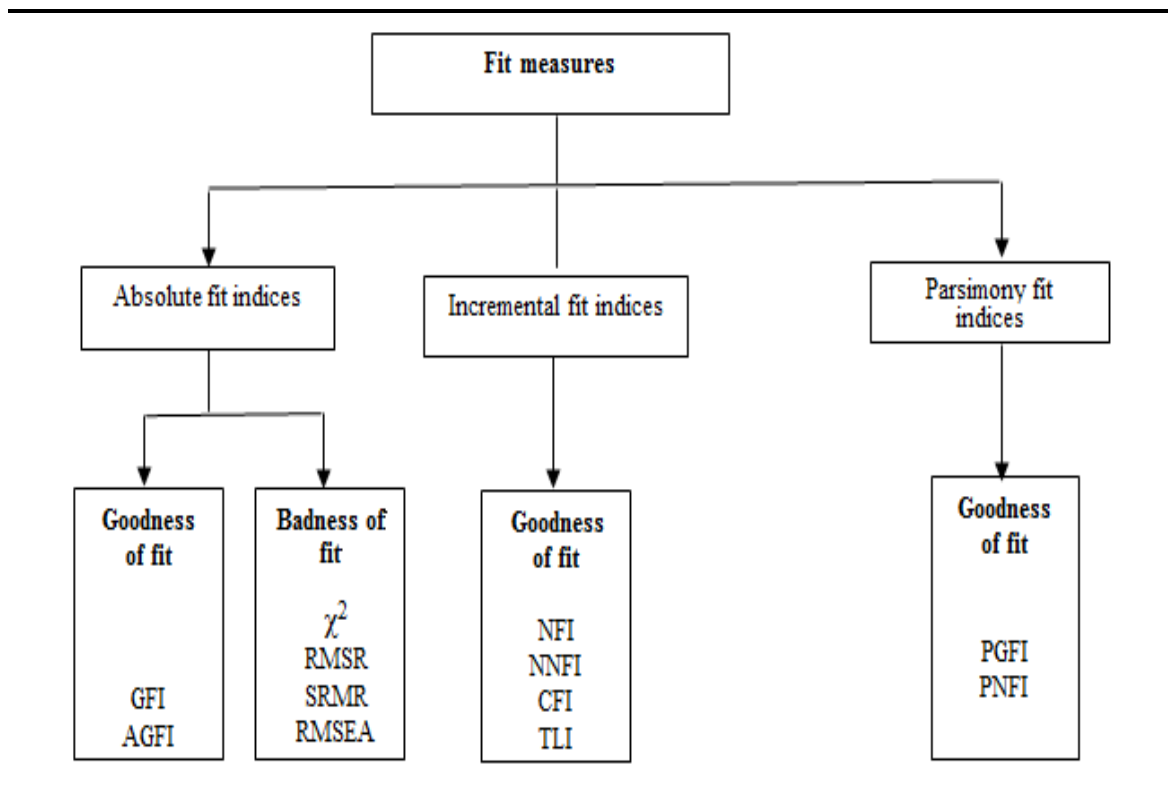 Fit measures
Absolute fit indices
Incremental fit indices
Parsimony fit
indices
Goodness
of fit
GFI
AGFI
Badness of
fit
χ²
RMSR
SRMR
RMSEA
Goodness
of fit
NFI
NNFI
CFI
TLI
Goodness
of fit
PGFI
PNFI